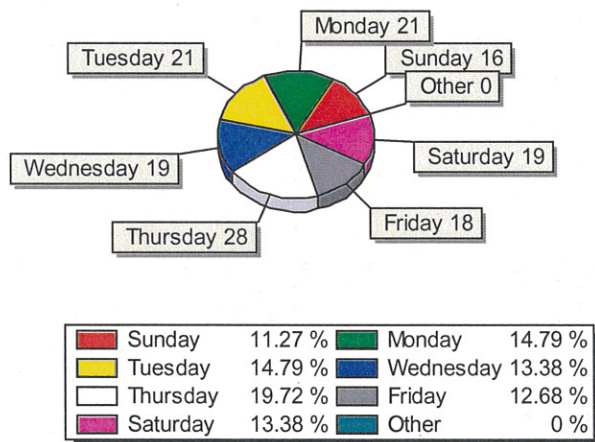 Monday 21
Tuesday 21
Sunday 16
Other 0
Wednesday 19
Saturday 19
Thursday 28
Friday 18
Sunday 11.27 % Monday 14.79 %
Tuesday 14.79 % Wednesday 13.38 %
Thursday 19.72 % Friday 12.68 %
Saturday 13.38 % Other 0 %